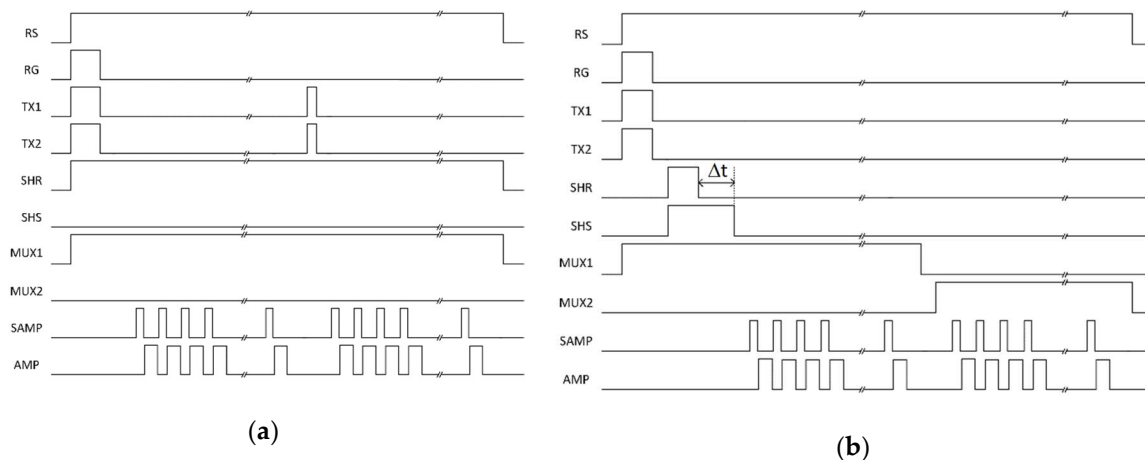 RS
RG
TX1
TX2
SHR
SHS
MUX1
MUX2
SAMP
AMP
(a)
RS
RG
TX1
TX2
SHR
Δt
SHS
MUX1
MUX2
SAMP
AMP
(b)